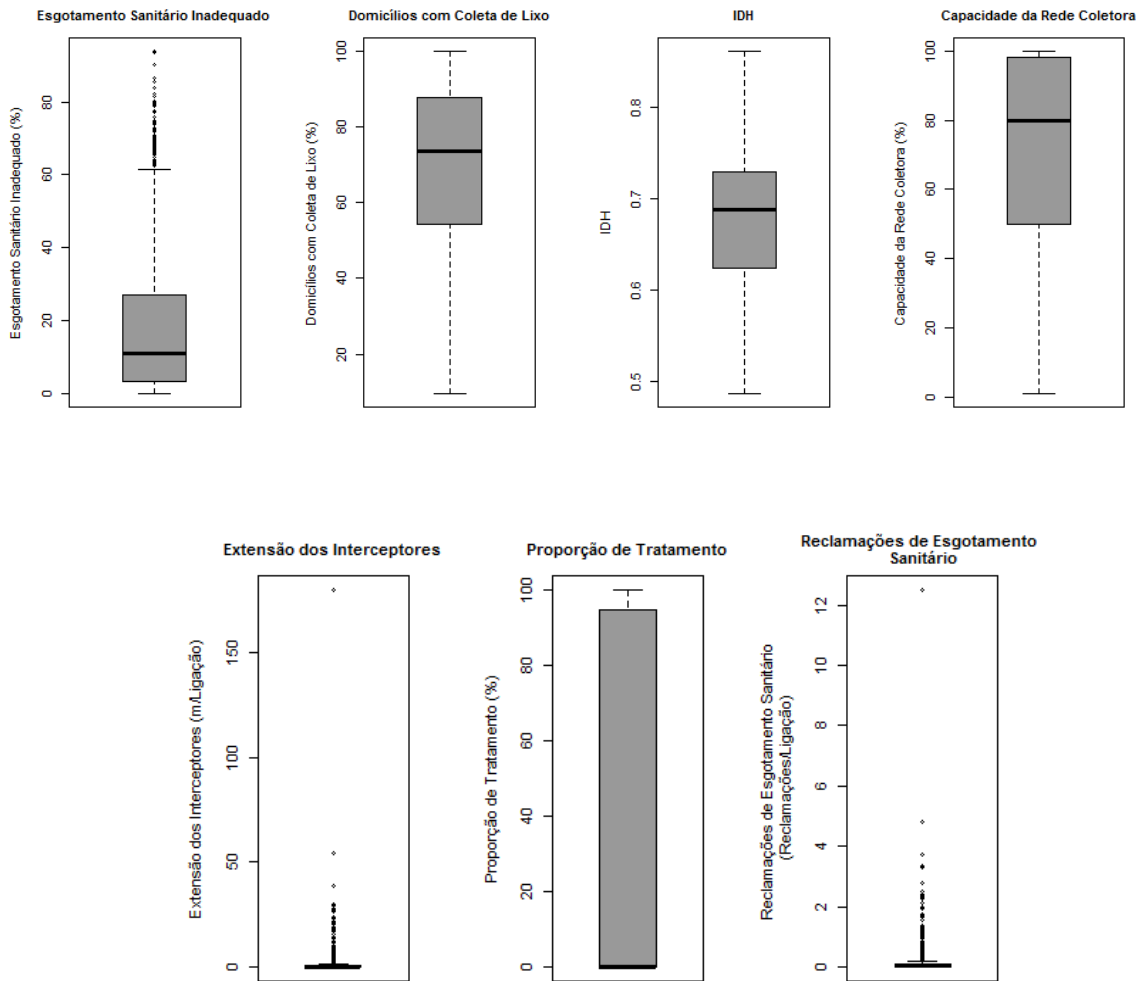 Esgotamento Sanitário Inadequado
Esgotamento Sanitário Inadequado (%)
80
60
40
20
0
Domicílios com Coleta de Lixo
Domicílios com Coleta de Lixo (%)
100
80
60
40
20
IDH
IDH
0.8
0.7
0.6
0.5
Capacidade da Rede Coletora
Capacidade da Rede Coletora (%)
100
80
60
40
20
0
Extensão dos Interceptores
Extensão dos Interceptores (m/Ligação)
150
100
50
0
Proporção de Tratamento
Proporção de Tratamento (%)
100
80
60
40
20
0
Reclamações de Esgotamento
Sanitário
Reclamações de Esgotamento Sanitário
(Reclamações/Ligação)
12
10
8
6
4
2
0